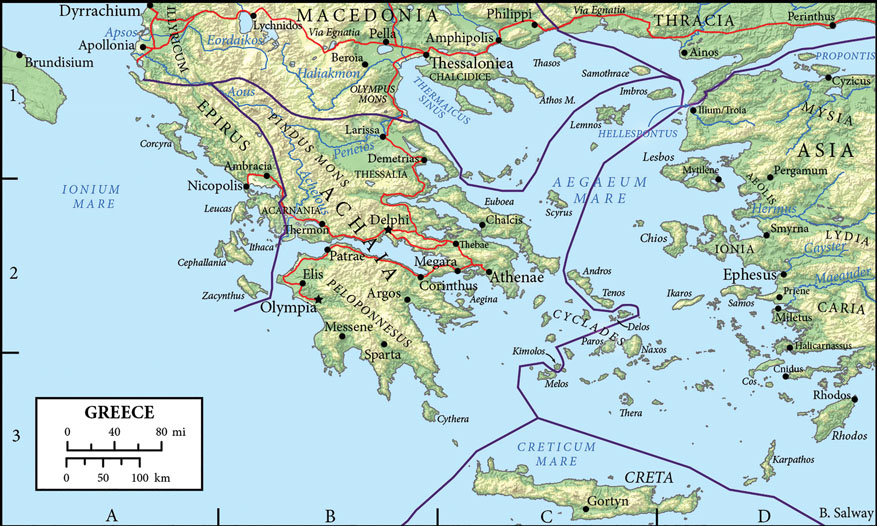 Dyrrachium
ILLYRICUM
MACEDONIA
Philippi
Via Egnatia
THRACIA
Perinthus
Lychnidos
Via Egnatia
Pella
Amphipolis
Apsos
Apollonia
Eordaikos
Brundisium
Beroia
Thessalonica
CHALCIDICE
Thasos
Ainos
PROPONTIS
Samothrace
Cyzicus
Haliakmōn
OLYMPUS
MONS
THERMAICUS
SINUS
Athos M.
Imbros
1
Aous
Illium/Troia
MYSIA
EPIRUS
PINDUS MONS
Larissa
Lemnos
HELLESPONTUS
Corcyra
Peneios
Demetrias
THESSALIA
Lesbos
ASIA
Ambracia
Mytilene
Pergamum
Nicopolis
IONIUM
MARE
AEGAEUM
MARE
AEOLIS
Leucas
ACARNANIA
Acheloos
ACHAIA
Euboea
Scyrus
Hermus
Thermon
Delphi
Chalcis
Chios
Smyrna
LYDIA
Ithaca
Thebae
IONIA
Cayster
Cephallania
Patrae
Megara
2
Elis
Corinthus
Athenae
Andros
Ephesus
Maeander
Zacynthus
Olympia
PELOPONNESUS
Argos
Aegina
Tenos
Ikaros
Samos
Priene
Miletus
CARIA
Messene
Sparta
CYCLADES
Delos
Paros
Naxos
Kimolos
Halicarnassus
Melos
Cos
Cnidus
Thera
Rhodos
Rhodos
GREECE
0 40 80 mi
0 50 100 km
Cythera
3
CRETICUM
MARE
Karpathos
CRETA
Gortyn
A B C D
B. Salway